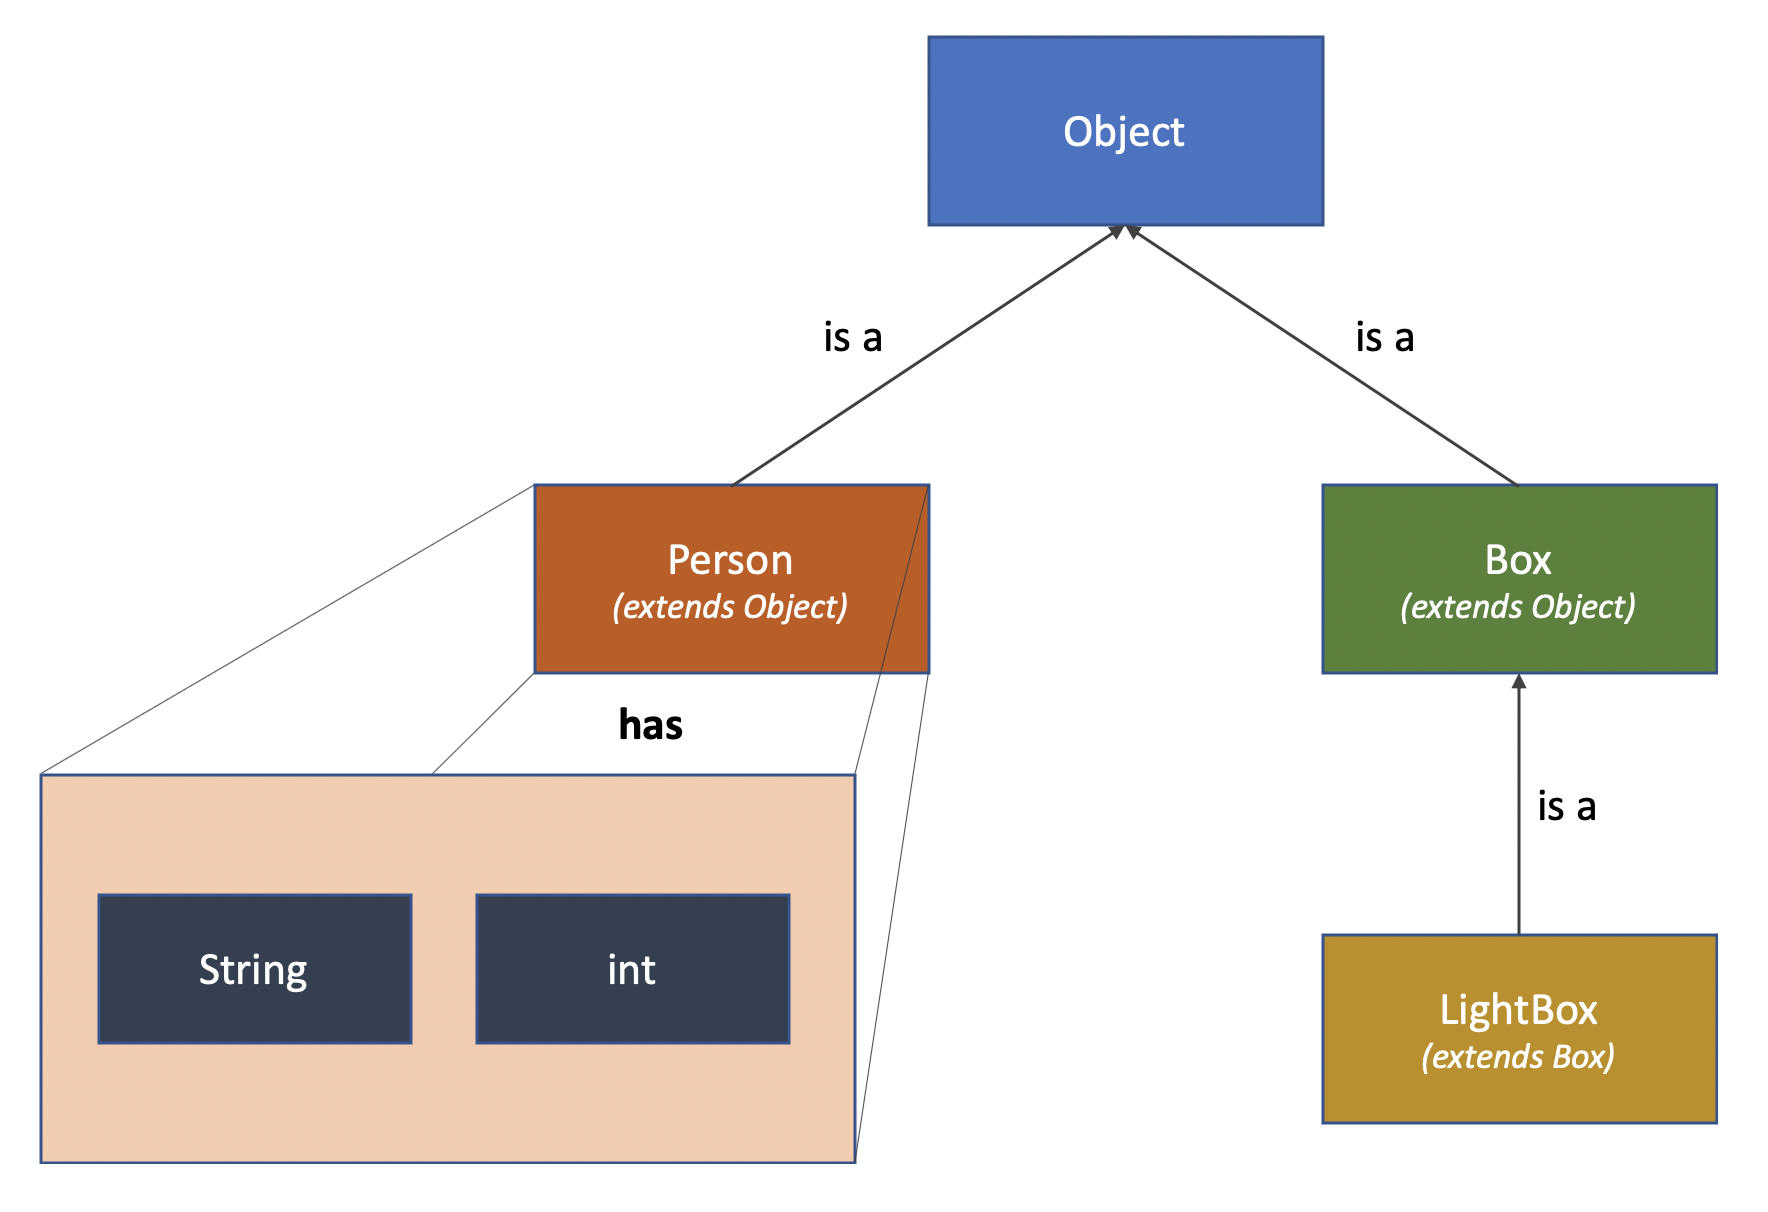 Object
is a
is a
Person
(extends Object)
Box
(extends Object)
has
is a
String
int
LightBox
(extends Box)